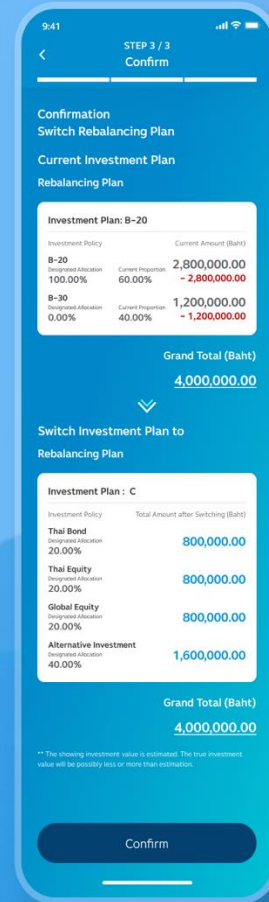 9:41
STEP 3 / 3
Confirm
Confirmation
Switch Rebalancing Plan
Current Investment Plan
Rebalancing Plan
Investment Plan: B-20
Investment Policy Current Amount (Baht)
B-20
Designated Allocation Current Proportion 2,800,000.00
100.00% 60.00% - 2,800,000.00
B-30
Designated Allocation Current Proportion 1,200,000.00
0.00% 40.00% - 1,200,000.00
Grand Total (Baht)
4,000,000.00
Switch Investment Plan to
Rebalancing Plan
Investment Plan : C
Investment Policy Total Amount after Switching (Baht)
Thai Bond
Designated Allocation 800,000.00
20.00%
Thai Equity
Designated Allocation 800,000.00
20.00%
Global Equity
Designated Allocation 800,000.00
20.00%
Alternative Investment
Designated Allocation 1,600,000.00
40.00%
Grand Total (Baht)
4,000,000.00
** The showing investment value is estimated. The true investment
value will be possibly less or more than estimation.
Confirm